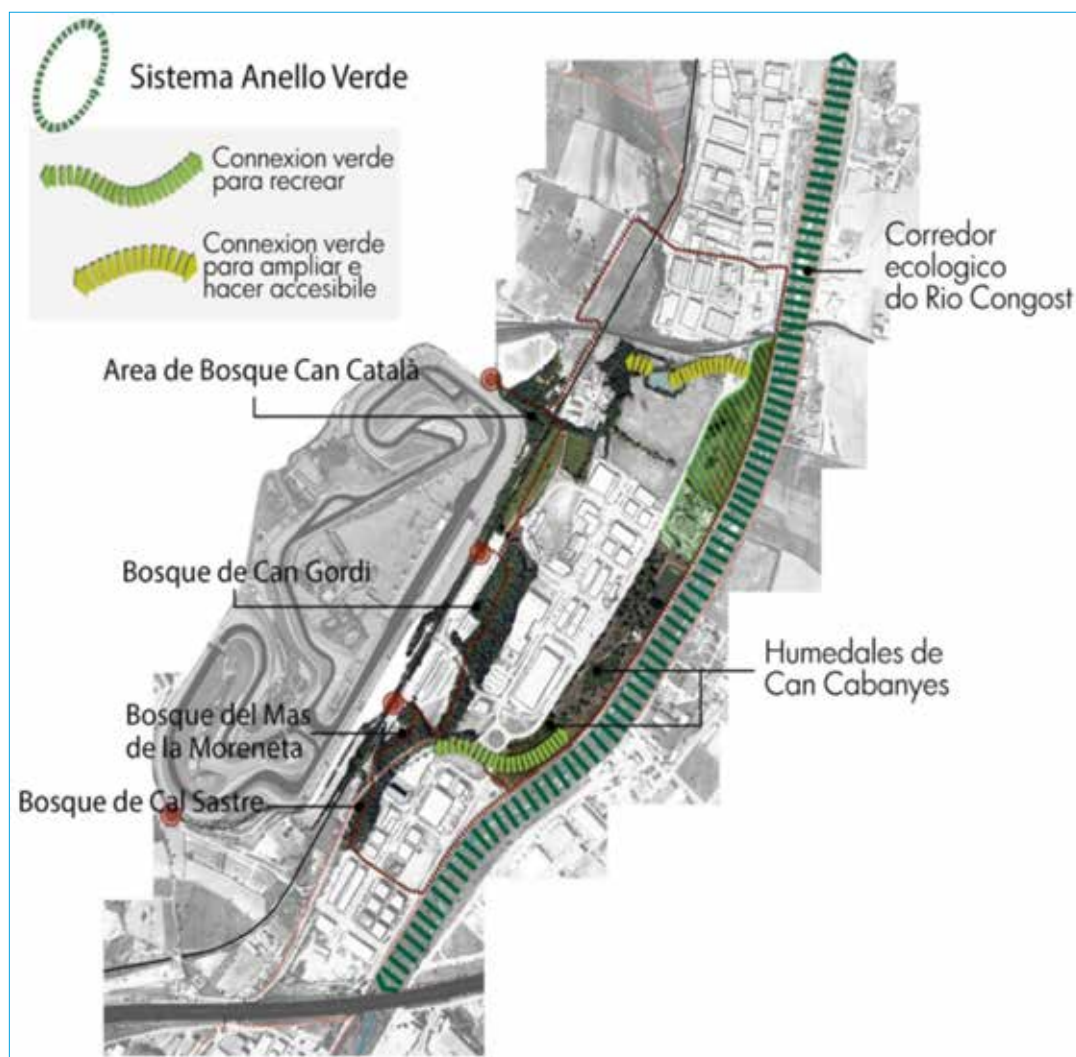 Sistema Anello Verde
Connexion verde
para recrear
Connexion verde
para ampliar e
hacer accesibile
Corredor
ecologico
do Rio Congost
Area de Bosque Can Català
Bosque de Can Gordi
Humedales de
Can Cabanyes
Bosque del Mas
de la Moreneta
Bosque de Cal Sastre